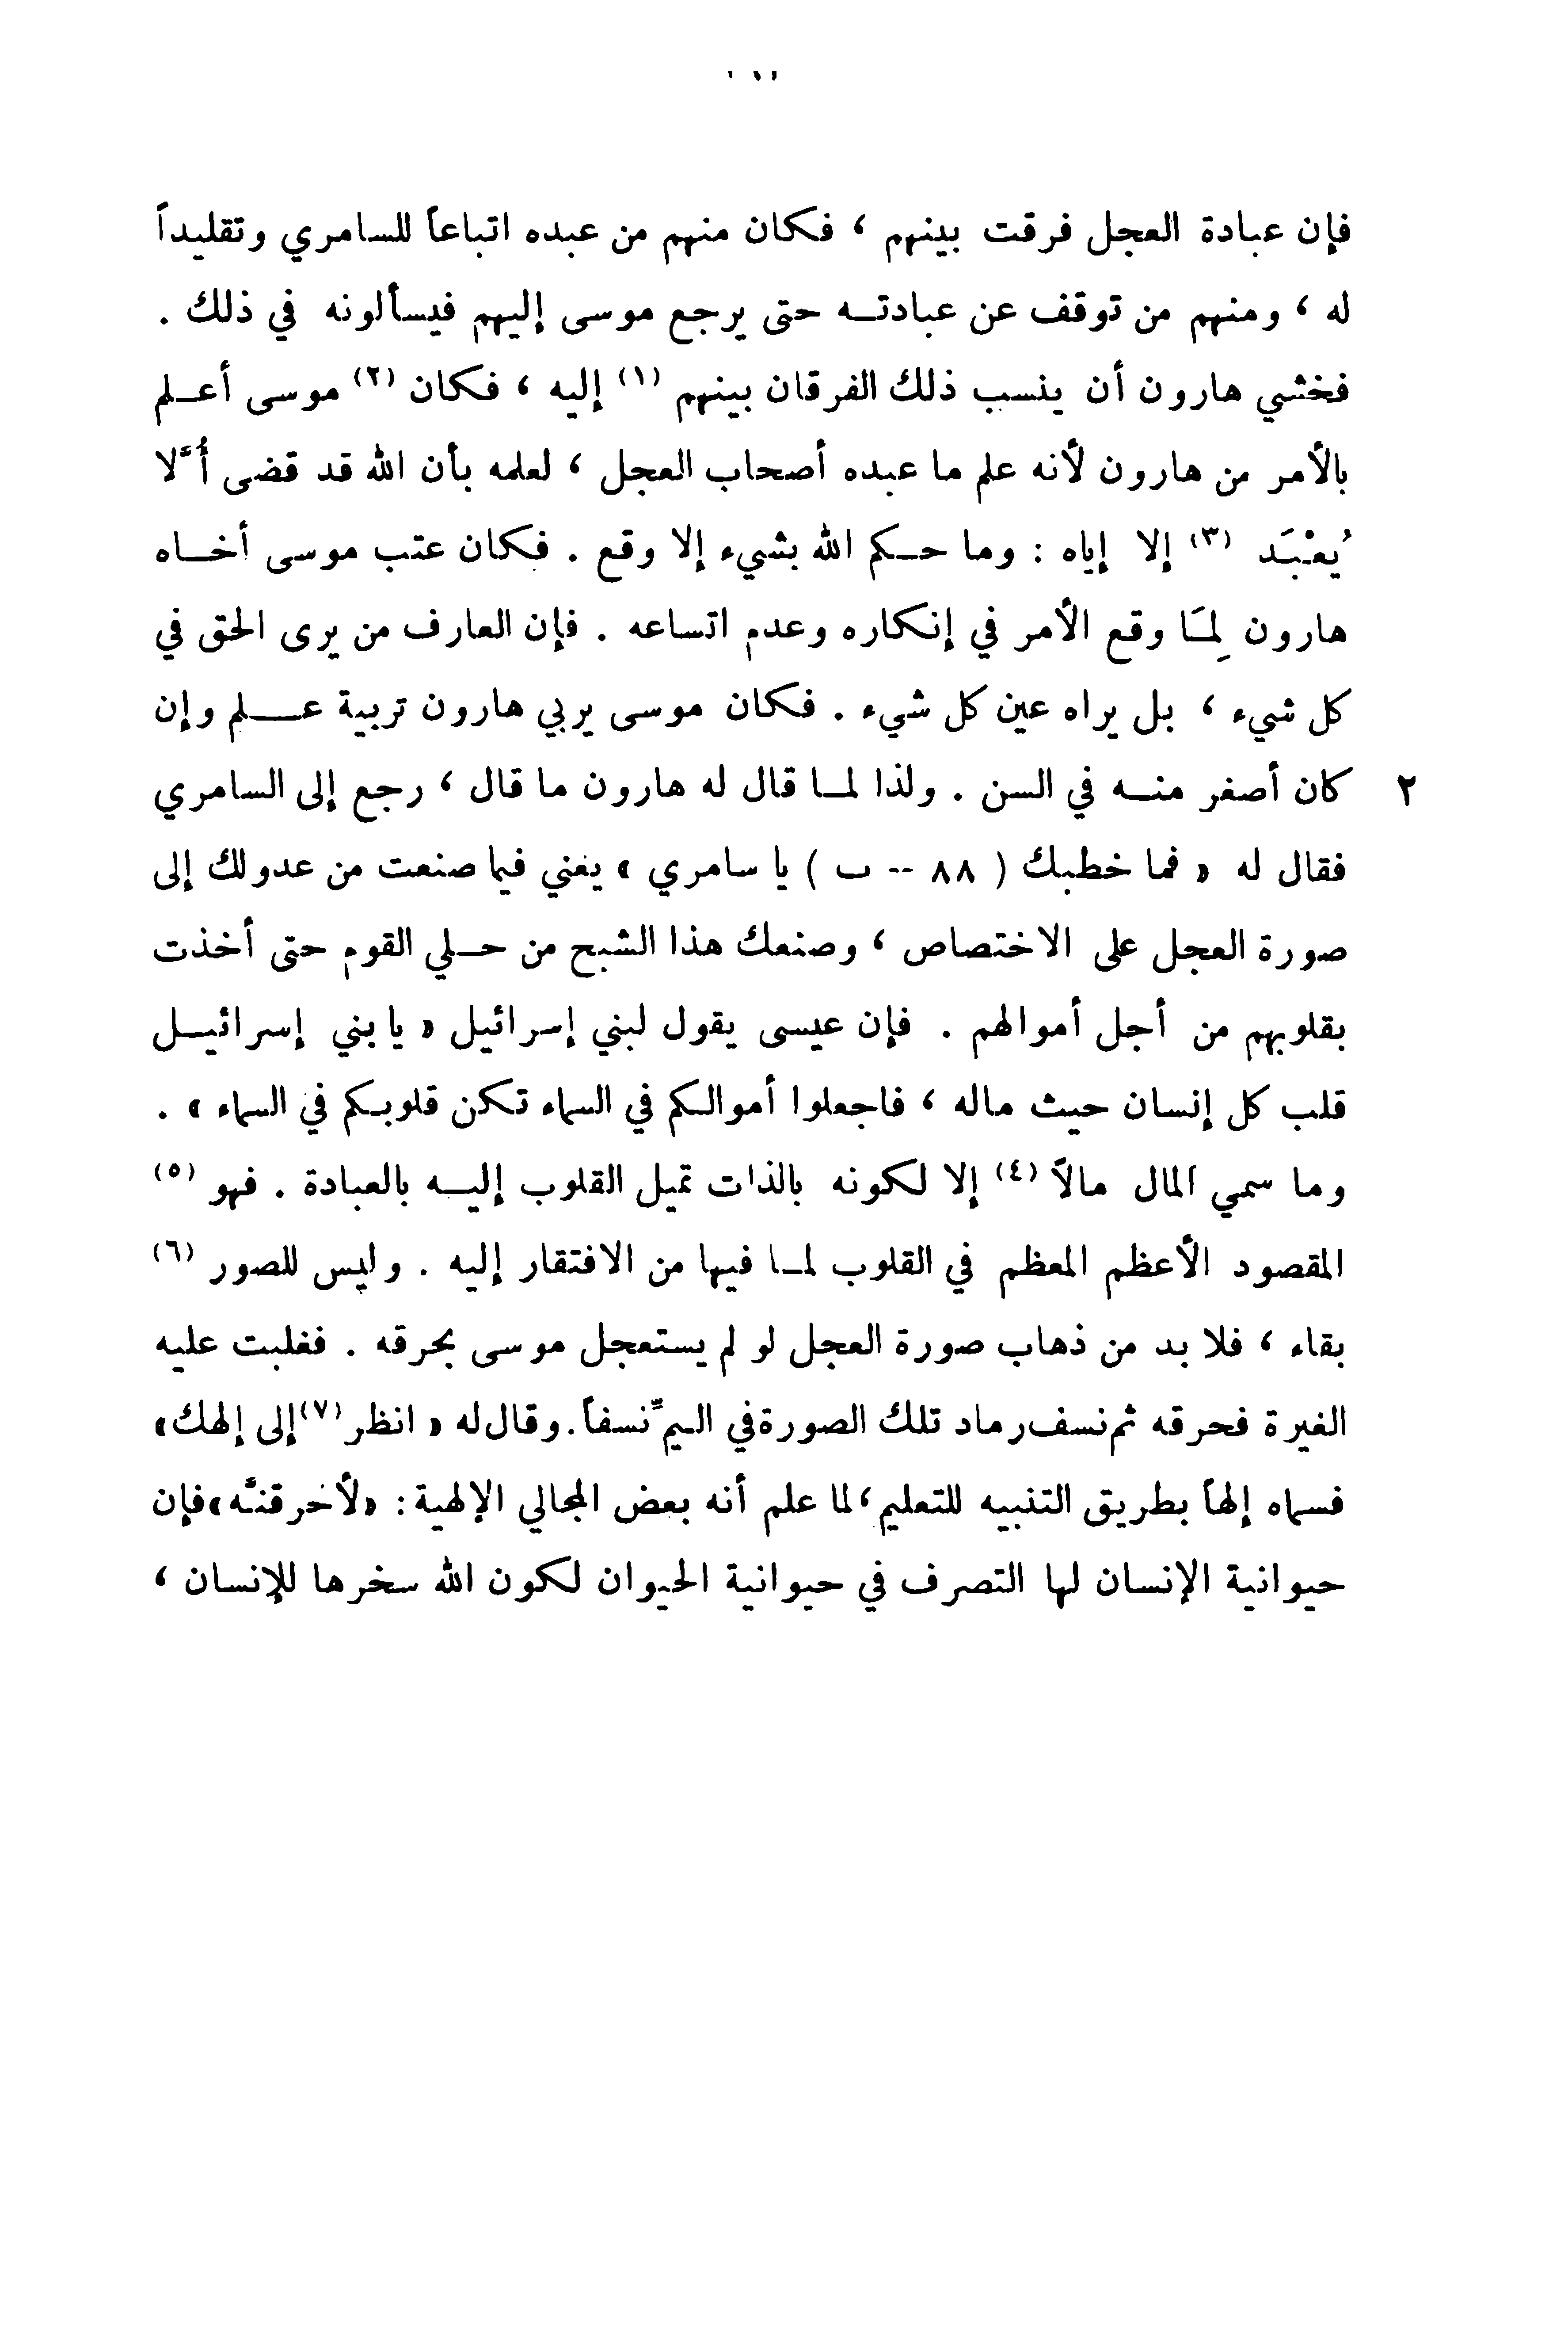 فإن عبادة العجل فرقت بينهم ، فكان منهم من عبده اتباعاً للسامري وتقليداً
له ، ومنهم من توقف عن عبادتـه حتى يرجع موسى إليهم فيسألونه في ذلك .
فخشي هارون أن ينسب ذلك الفرقان بينهم (١) إليه ، فكان (٢) موسى أعـلم
بالأمر من هارون لأنه علم ما عبده أصحاب العجل ، لعلمه بأن الله قد قضى ألَّا
يُعْبَد (٣) إلا إياه : وما حـكم الله بشيء إلا وقع . فكان عتب موسى أخـاه
هارون لِمَا وقع الأمر في إنكاره وعدم اتساعه . فإن العارف من يرى الحق في
كل شيء ، بل يراه عين كل شيء . فكان موسى يربي هارون تربية عـلم وإن
٢ كان أصغر منـه في السن . ولذا لمـا قال له هارون ما قال ، رجع إلى السامري
فقال له « فما خطبك ( ٨٨ -- ب ) يا سامري » يعني فيما صنعت من عدولك إلى
صورة العجل على الاختصاص ، وصنعك هذا الشبح من حـلي القوم حتى أخذت
بقلوبهم من أجل أموالهم . فإن عيسى يقول لبني إسرائيل « يا بني إسرائيـل
قلب كل إنسان حيث ماله ، فاجعلوا أموالكم في السماء تكن قلوبكم في السماء » .
وما سمي المال مالاً (٤) إلا لكونه بالذات تميل القلوب إليـه بالعبادة . فهو (٥)
المقصود الأعظم المعظم في القلوب لمـا فيها من الافتقار إليه . وليس للصور (٦)
بقاء ، فلا بد من ذهاب صورة العجل لو لم يستعجل موسى بحرقه . فغلبت عليه
الغيرة فحرقه ثم نسف رماد تلك الصورة في اليمِّ نسفاً. وقال له « انظر (٧) إلى إلهك »
فسماه إلهاً بطريق التنبيه للتعليم ، لما علم أنه بعض المجالي الإلهية : «لأحرقنَّه» فإن
حيوانية الإنسان لها التصرف في حيوانية الحيوان لكون الله سخرها للإنسان ،